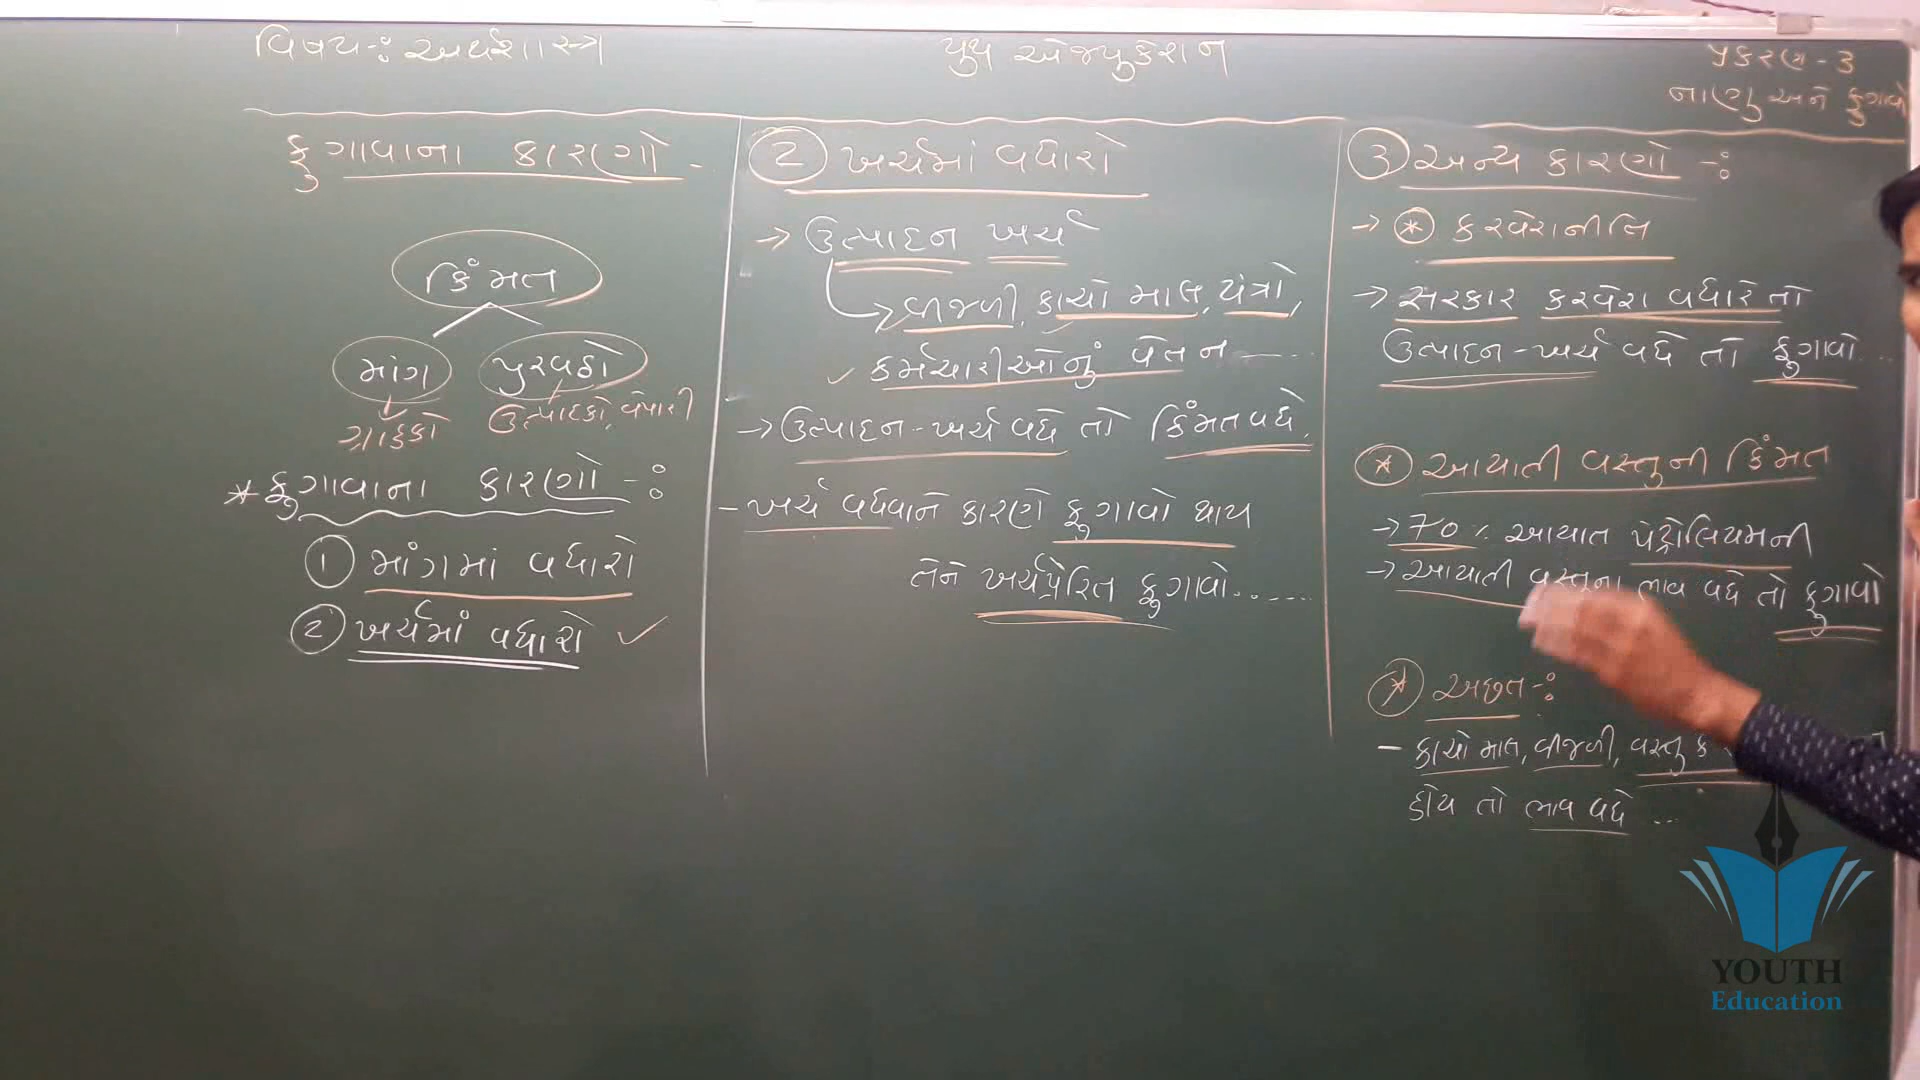 વિષય-: અર્થશાસ્ત્ર
યુથ એજ્યુકેશન
પ્રકરણ - 3
નાણુ અને ફુગાવો
ફુગાવાના કારણો -
કિંમત
માંગ
પુરવઠો
ગ્રાહકો
ઉત્પાદકો, વેપારી
* ફુગાવાના કારણો -:
① માંગમાં વધારો
② ખર્ચમાં વધારો ✓
② ખર્ચમાં વધારો
→ ઉત્પાદન ખર્ચ
→ વીજળી, કાચો માલ, યંત્રો,
✓ કર્મચારીઓનું વેતન ----
→ ઉત્પાદન-ખર્ચ વધે તો કિંમત વધે.
- ખર્ચ વધવાને કારણે ફુગાવો થાય
તેને ખર્ચપ્રેરિત ફુગાવો......
③ અન્ય કારણો -:
→ * કરવેરાનીતિ
→ સરકાર કરવેરા વધારે તો
ઉત્પાદન-ખર્ચ વધે તો ફુગાવો...
* આયાતી વસ્તુની કિંમત
→ 70 % આયાત પેટ્રોલિયમની
→ આયાતી વસ્તુના ભાવ વધે તો ફુગાવો
* અછત-:
- કાચો માલ, વીજળી, વસ્તુ
હોય તો ભાવ વધે ...
YOUTH
Education